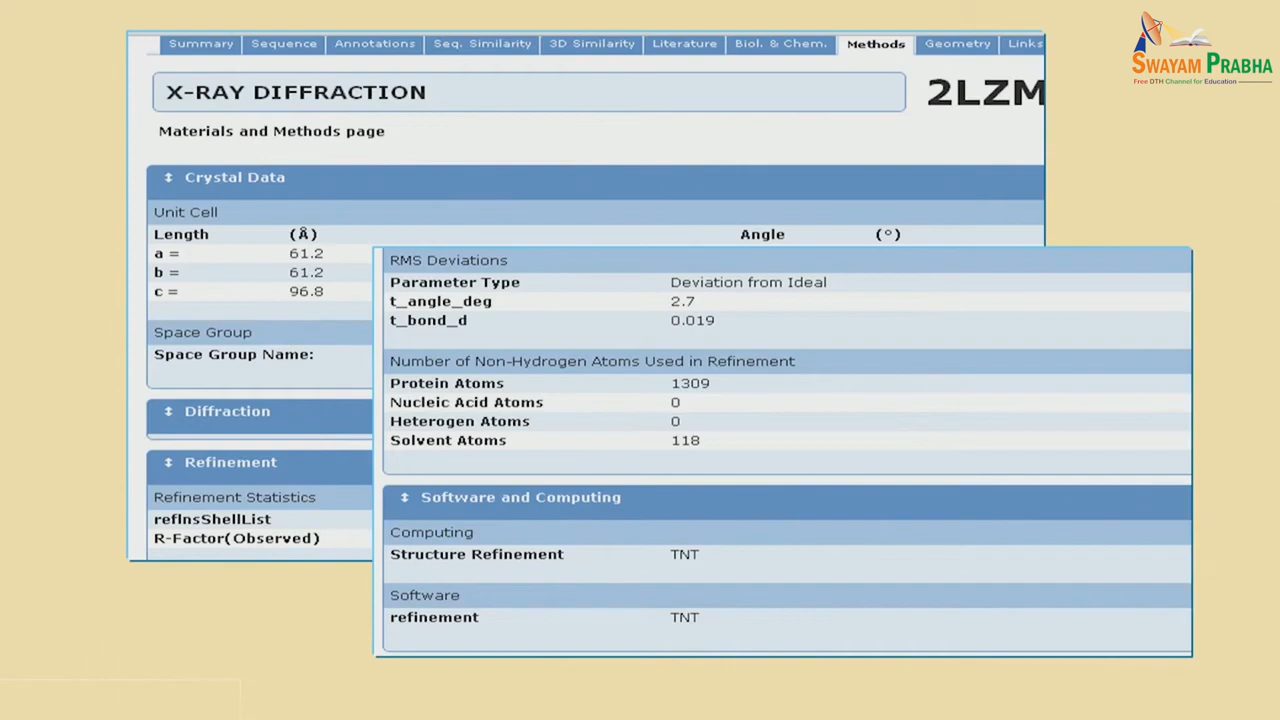 Summary Sequence Annotations Seq. Similarity 3D Similarity Literature Biol. & Chem. Methods Geometry Links
X-RAY DIFFRACTION 2LZM
Materials and Methods page
Crystal Data
Unit Cell
Length (Å) Angle (°)
a = 61.2
b = 61.2
c = 96.8
Space Group
Space Group Name:
Diffraction
Refinement
Refinement Statistics
reflnsShellList
R-Factor(Observed)
RMS Deviations
Parameter Type Deviation from Ideal
t_angle_deg 2.7
t_bond_d 0.019
Number of Non-Hydrogen Atoms Used in Refinement
Protein Atoms 1309
Nucleic Acid Atoms 0
Heterogen Atoms 0
Solvent Atoms 118
Software and Computing
Computing
Structure Refinement TNT
Software
refinement TNT
SWAYAM PRABHA
Free DTH Channel for Education